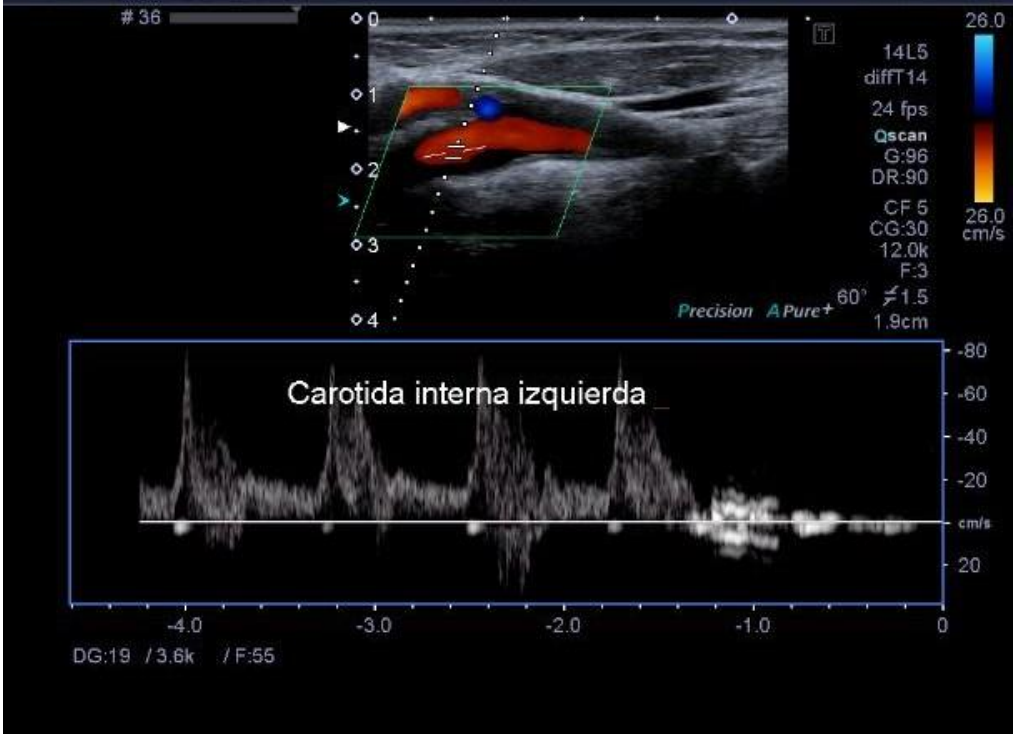 # 36
0
1
2
3
4
T
26.0
14L5
diffT14
24 fps
Qscan
G:96
DR:90
CF 5
CG:30
12.0k
F:3
26.0
cm/s
60° 1.5
1.9cm
Precision A Pure+
Carotida interna izquierda _
-80
-60
-40
-20
cm/s
20
-4.0 -3.0 -2.0 -1.0 0
DG:19 / 3.6k / F:55